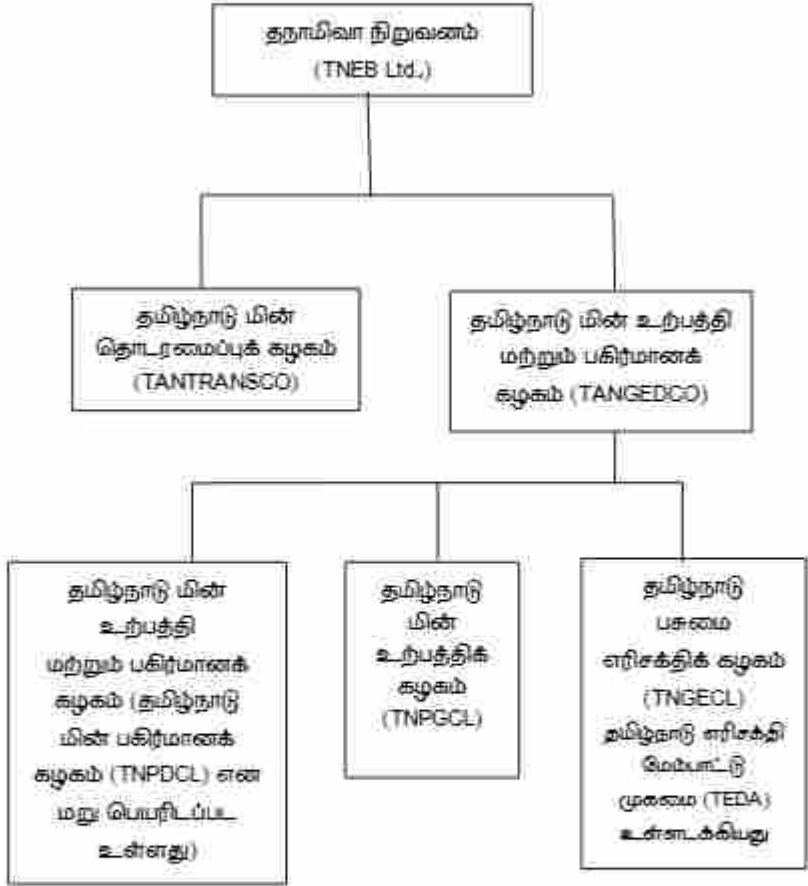 தநாமிவா நிறுவனம்
(TNEB Ltd.,)
தமிழ்நாடு மின்
தொடரமைப்புக் கழகம்
(TANTRANSCO)
தமிழ்நாடு மின் உற்பத்தி
மற்றும் பகிர்மானக்
கழகம் (TANGEDCO)
தமிழ்நாடு மின்
உற்பத்தி
மற்றும் பகிர்மானக்
கழகம் (தமிழ்நாடு
மின் பகிர்மானக்
கழகம் (TNPDCL) என
மறு பெயரிடப்பட
உள்ளது)
தமிழ்நாடு
மின்
உற்பத்திக்
கழகம்
(TNPGCL)
தமிழ்நாடு
பசுமை
எரிசக்திக் கழகம்
(TNGECL)
தமிழ்நாடு எரிசக்தி
மேம்பாட்டு
முகமை (TEDA)
உள்ளடக்கியது